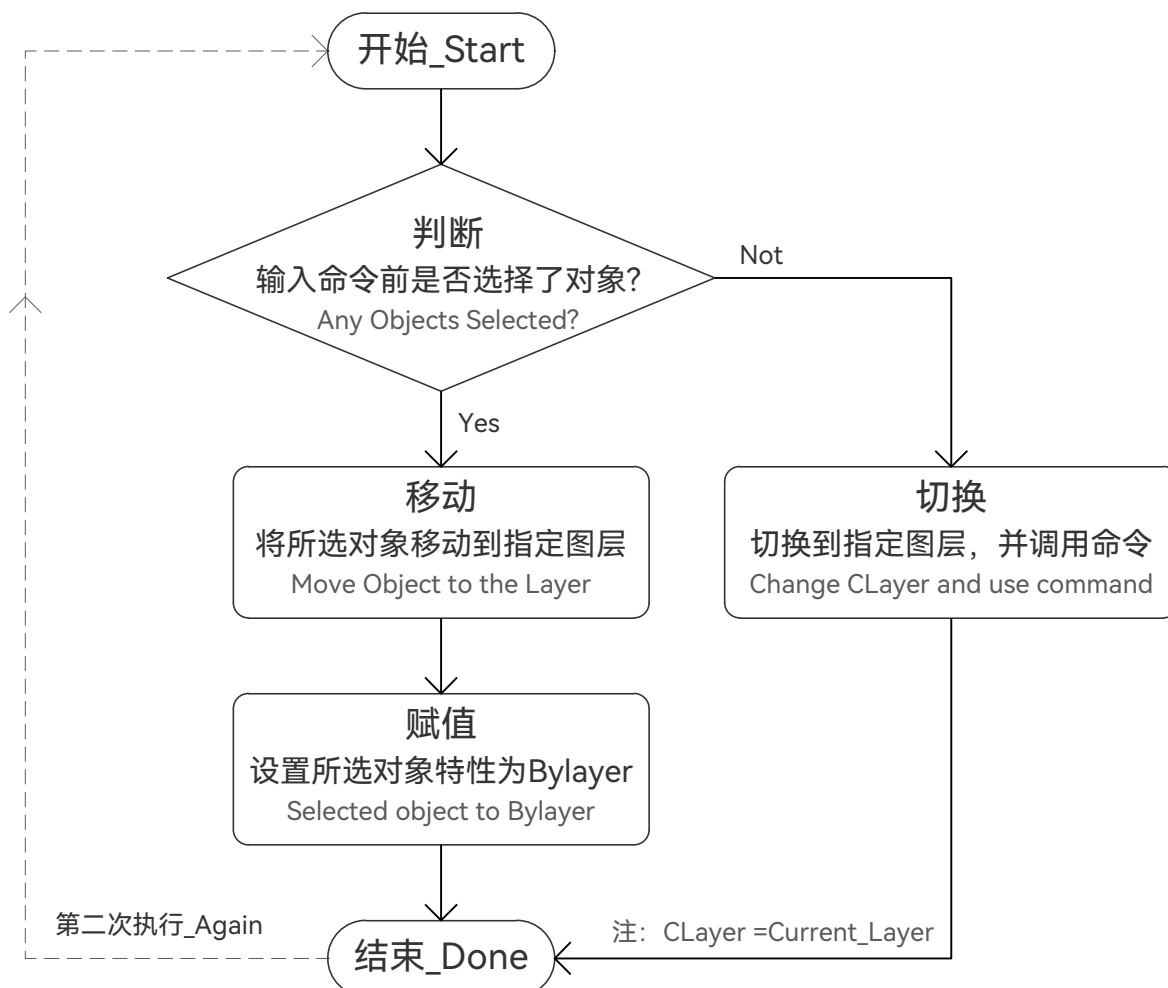 开始_Start
判断
输入命令前是否选择了对象?
Any Objects Selected?
Not
Yes
移动
将所选对象移动到指定图层
Move Object to the Layer
切换
切换到指定图层，并调用命令
Change CLayer and use command
赋值
设置所选对象特性为Bylayer
Selected object to Bylayer
第二次执行_Again
注：CLayer =Current_Layer
结束_Done